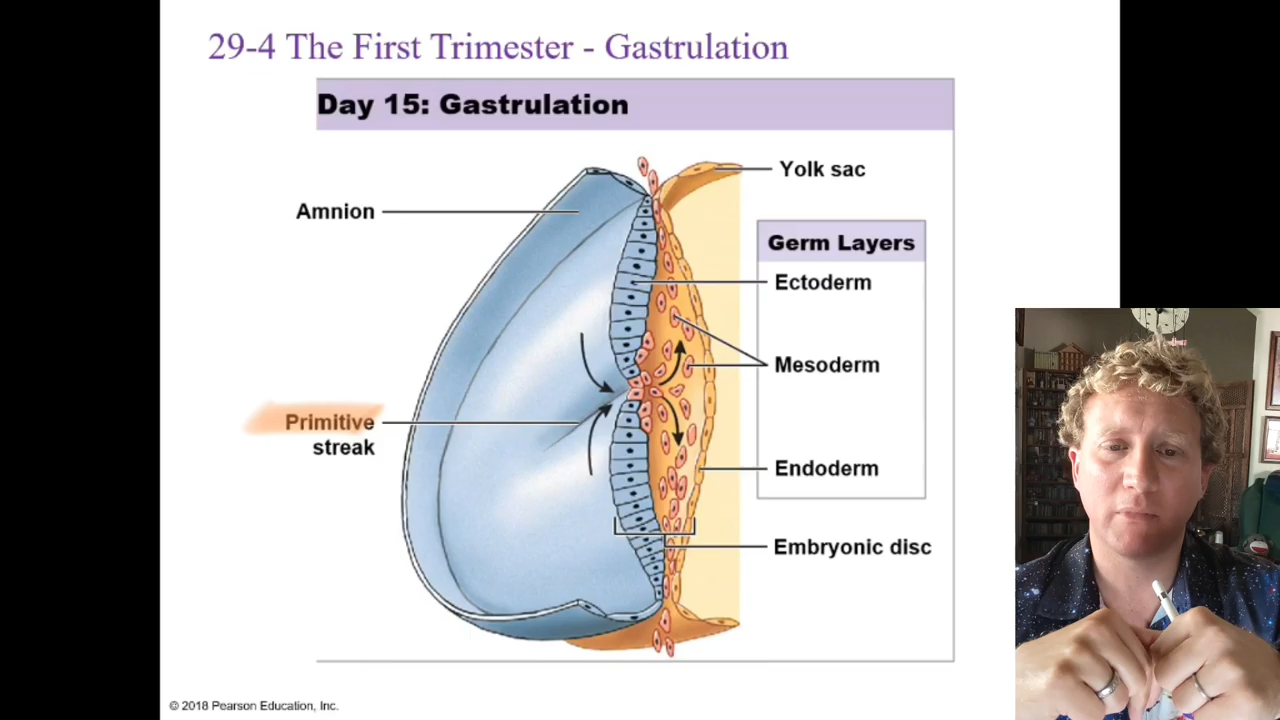 29-4 The First Trimester - Gastrulation
Day 15: Gastrulation
Yolk sac
Amnion
Germ Layers
Ectoderm
Mesoderm
Primitive
streak
Endoderm
Embryonic disc
© 2018 Pearson Education, Inc.